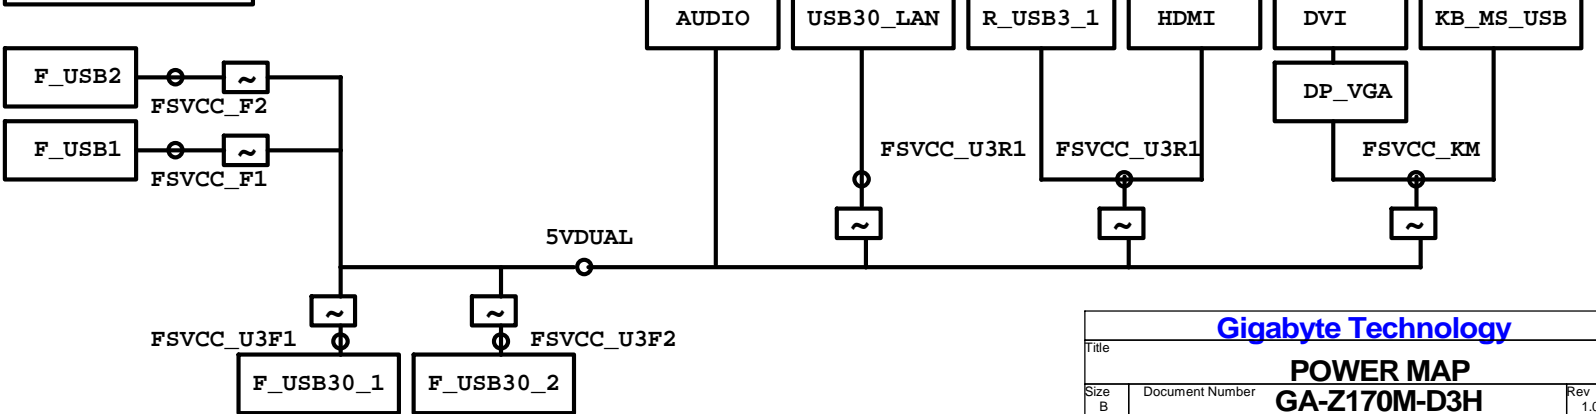 AUDIO
USB30_LAN
R_USB3_1
HDMI
DVI
KB_MS_USB
F_USB2
~
FSVCC_F2
DP_VGA
F_USB1
~
FSVCC_F1
FSVCC_U3R1
FSVCC_U3R1
FSVCC_KM
~
~
~
5VDUAL
~
~
FSVCC_U3F1
FSVCC_U3F2
F_USB30_1
F_USB30_2
Gigabyte Technology
Title
POWER MAP
Size
B
Document Number
GA-Z170M-D3H
Rev